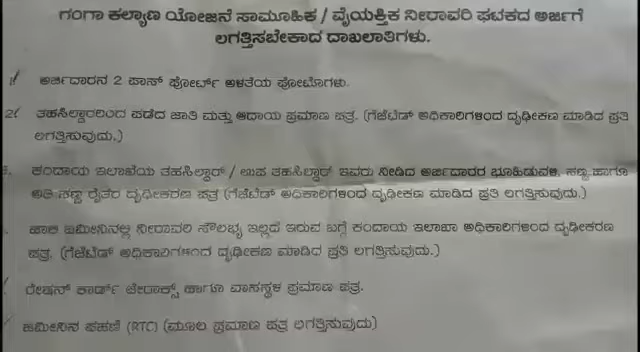 ಗಂಗಾ ಕಲ್ಯಾಣ ಯೋಜನೆ ಸಾಮೂಹಿಕ / ವೈಯಕ್ತಿಕ ನೀರಾವರಿ ಘಟಕದ ಅರ್ಜಿಗೆ
ಲಗತ್ತಿಸಬೇಕಾದ ದಾಖಲಾತಿಗಳು.
1. ಅರ್ಜಿದಾರನ 2 ಪಾಸ್ ಪೋರ್ಟ್ ಅಳತೆಯ ಫೋಟೋಗಳು.
2. ತಹಸಿಲ್ದಾರರಿಂದ ಪಡೆದ ಜಾತಿ ಮತ್ತು ಆದಾಯ ಪ್ರಮಾಣ ಪತ್ರ. (ಗೆಜೆಟೆಡ್ ಅಧಿಕಾರಿಗಳಿಂದ ದೃಢೀಕರಣ ಮಾಡಿದ ಪ್ರತಿ
ಲಗತ್ತಿಸುವುದು.)
ಕಂದಾಯ ಇಲಾಖೆಯ ತಹಸಿಲ್ದಾರ್ / ಉಪ ತಹಸಿಲ್ದಾರ್ ಇವರು ನೀಡಿದ ಅರ್ಜಿದಾರರ ಭೂಹಿಡುವಳಿ, ಸಣ್ಣ ಹಾಗೂ
ಅತಿ ಸಣ್ಣ ರೈತರ ದೃಢೀಕರಣ ಪತ್ರ (ಗೆಜೆಟೆಡ್ ಅಧಿಕಾರಿಗಳಿಂದ ದೃಢೀಕರಣ ಮಾಡಿದ ಪ್ರತಿ ಲಗತ್ತಿಸುವುದು.)
ಖಾಲಿ ಜಮೀನಿನಲ್ಲಿ ನೀರಾವರಿ ಸೌಲಭ್ಯ ಇಲ್ಲದೆ ಇರುವ ಬಗ್ಗೆ ಕಂದಾಯ ಇಲಾಖಾ ಅಧಿಕಾರಿಗಳಿಂದ ದೃಢೀಕರಣ
ಪತ್ರ. (ಗೆಜೆಟೆಡ್ ಅಧಿಕಾರಿಗಳಿಂದ ದೃಢೀಕರಣ ಮಾಡಿದ ಪ್ರತಿ ಲಗತ್ತಿಸುವುದು.)
ರೇಷನ್ ಕಾರ್ಡ್ ಜೇರಾಕ್ಸ್ ಹಾಗೂ ವಾಸಸ್ಥಳ ಪ್ರಮಾಣ ಪತ್ರ.
ಜಮೀನಿನ ಪಹಣಿ (RTC) (ಮೂಲ ಪ್ರಮಾಣ ಪತ್ರ ಲಗತ್ತಿಸುವುದು)